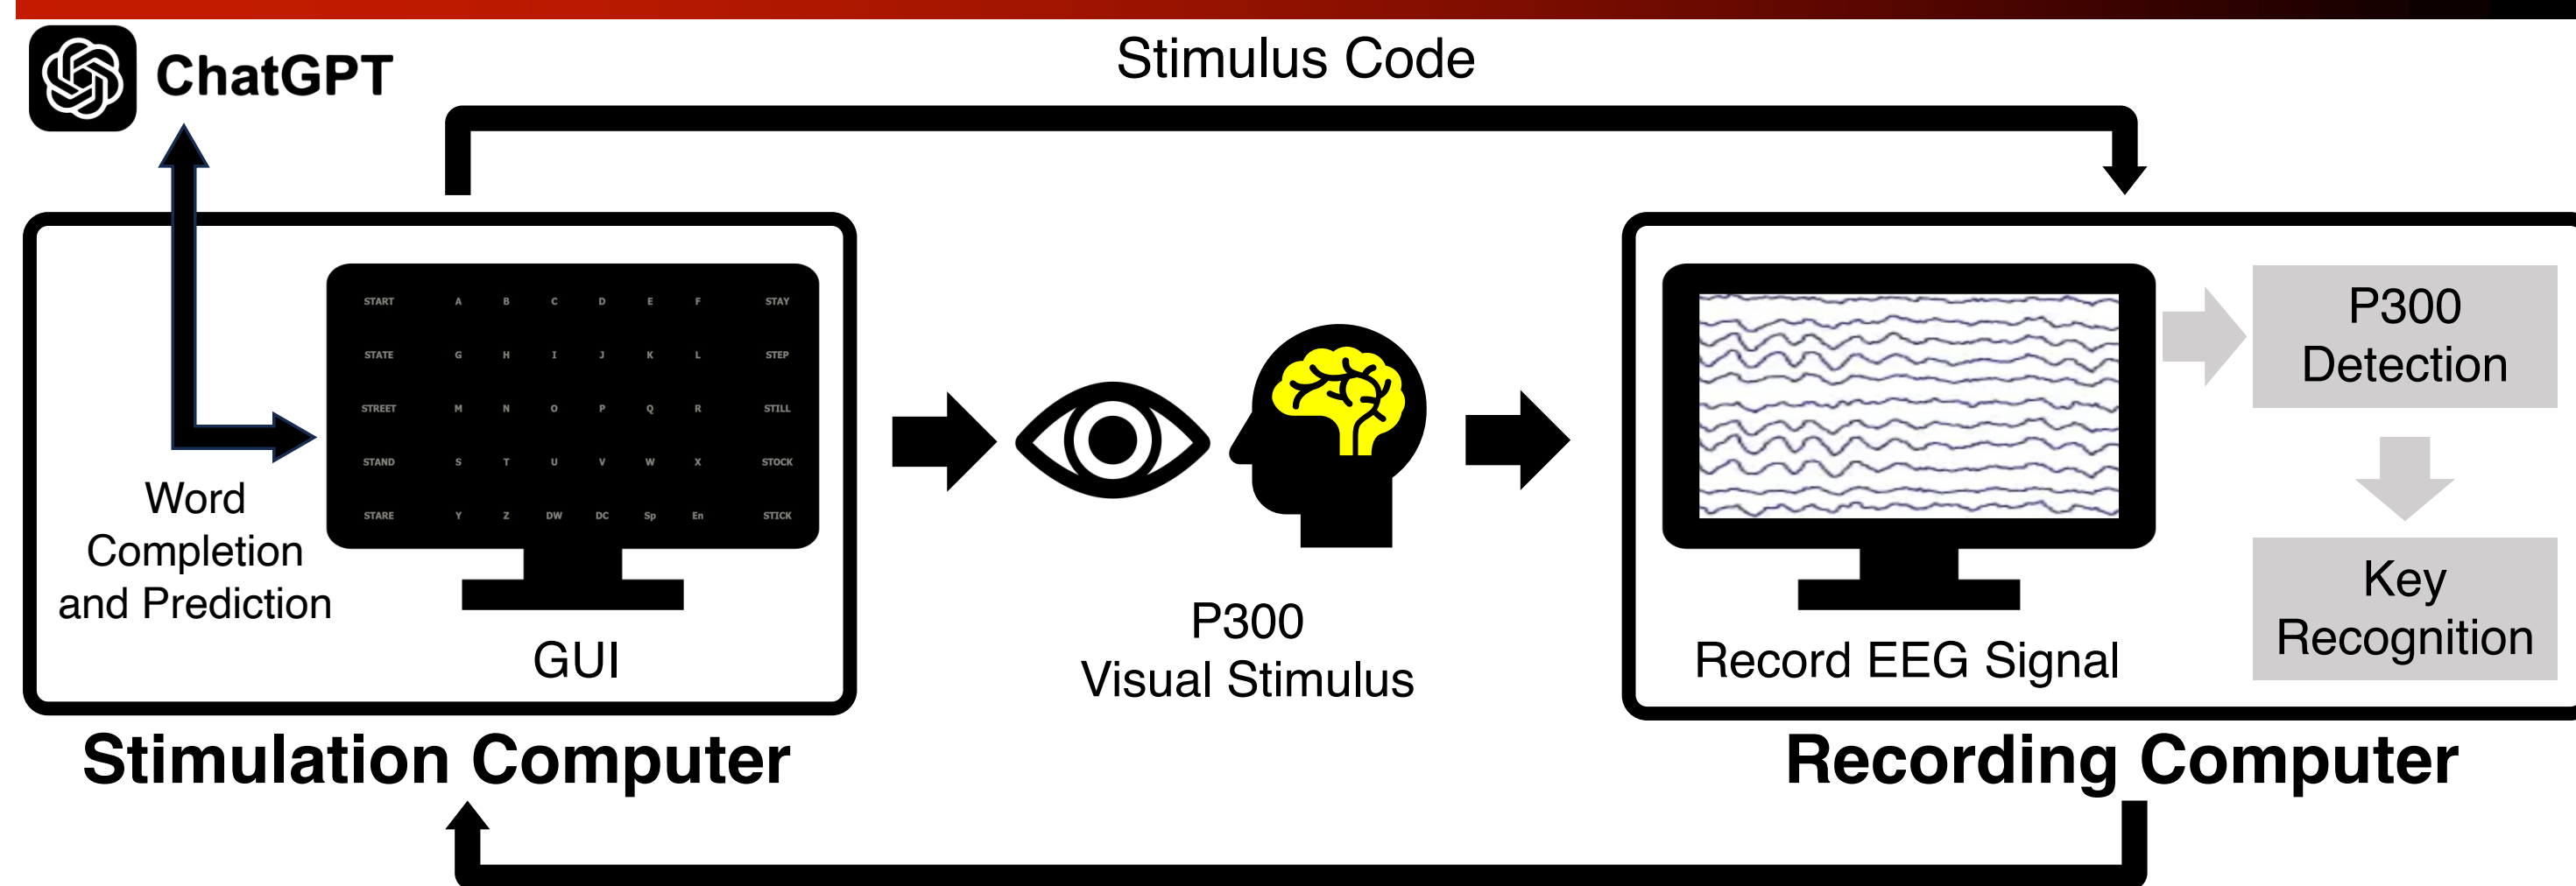 ChatGPT
Stimulus Code
START A B C D E F STAY
STATE G H I J K L STEP
STREET M N O P Q R STILL
STAND S T U V W X STOCK
STARE Y Z DW DC Sp En STICK
Word
Completion
and Prediction
GUI
Stimulation Computer
P300
Visual Stimulus
Record EEG Signal
P300
Detection
Key
Recognition
Recording Computer